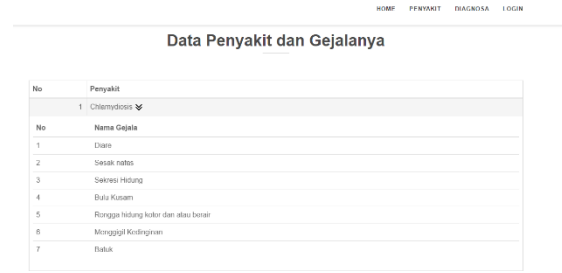 HOME PENYAKIT DIAGNOSA LOGIN
Data Penyakit dan Gejalanya
No Penyakit
1 Chlamydiosis
No Nama Gejala
1 Diare
2 Sesak nafas
3 Sekresi Hidung
4 Bulu Kusam
5 Rongga hidung kotor dan atau berair
6 Menggigil Kedinginan
7 Batuk